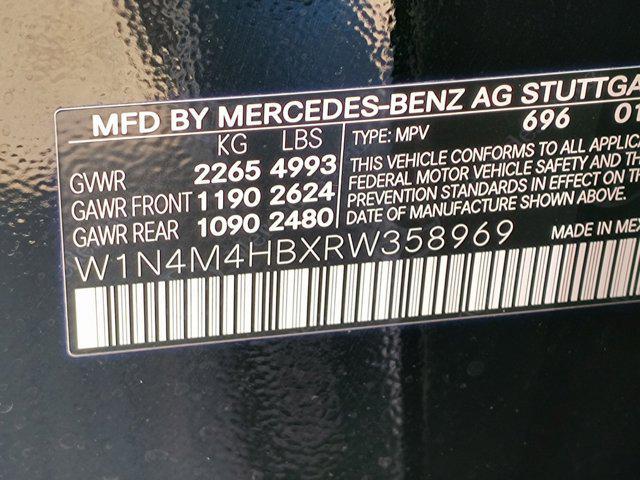 MFD BY MERCEDES-BENZ AG STUTTGA
KG LBS
GVWR 2265 4993
GAWR FRONT 1190 2624
GAWR REAR 1090 2480
TYPE: MPV 696 01
THIS VEHICLE CONFORMS TO ALL APPLICA
FEDERAL MOTOR VEHICLE SAFETY AND TH
PREVENTION STANDARDS IN EFFECT ON TH
DATE OF MANUFACTURE SHOWN ABOVE.
W1N4M4HBXRW358969
MADE IN MEX